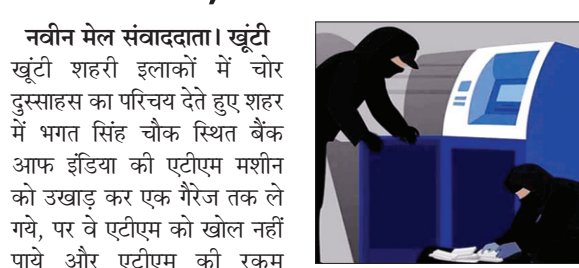 नवीन मेल संवाददाता। खूंटी
खूंटी शहरी इलाकों में चोर
दुस्साहस का परिचय देते हुए शहर
में भगत सिंह चौक स्थित बैंक
आफ इंडिया की एटीएम मशीन
को उखाड़ कर एक गैरेज तक ले
गये, पर वे एटीएम को खोल नहीं
पाये और एटीएम की रकम